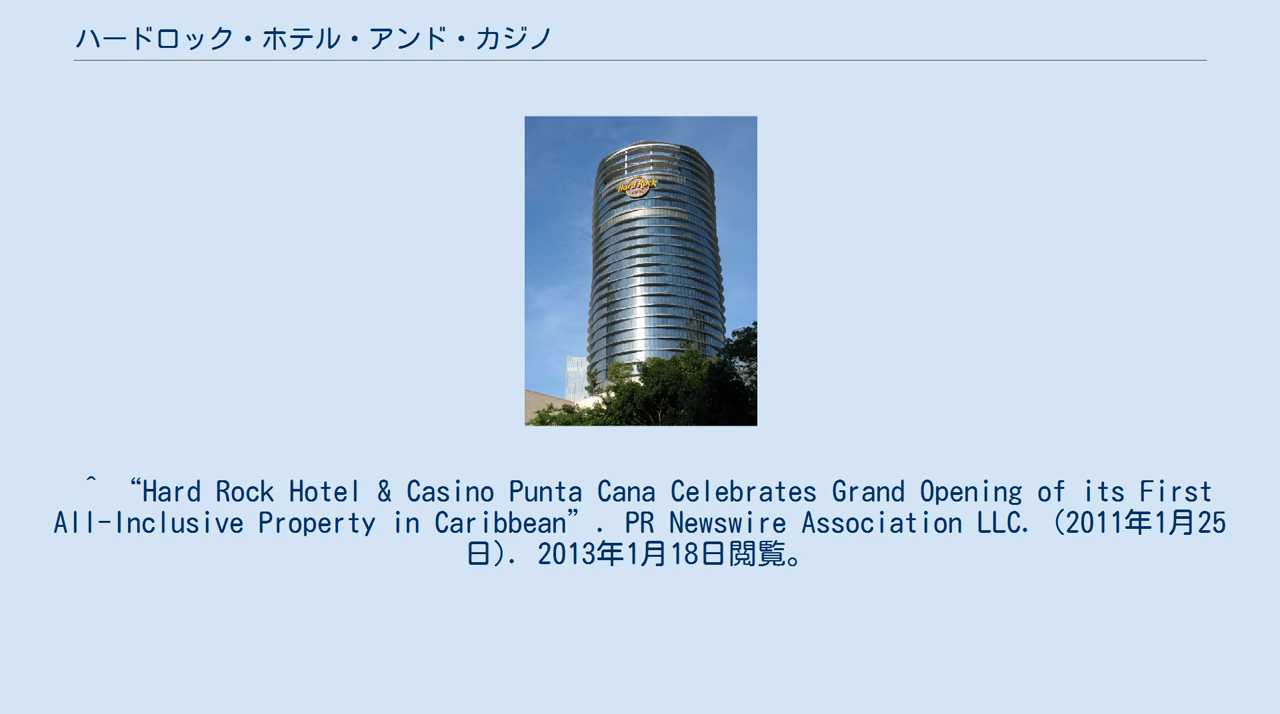 ハードロック・ホテル・アンド・カジノ
Hard Rock
^ “Hard Rock Hotel & Casino Punta Cana Celebrates Grand Opening of its First
All-Inclusive Property in Caribbean”. PR Newswire Association LLC. (2011年1月25
日). 2013年1月18日閲覧。